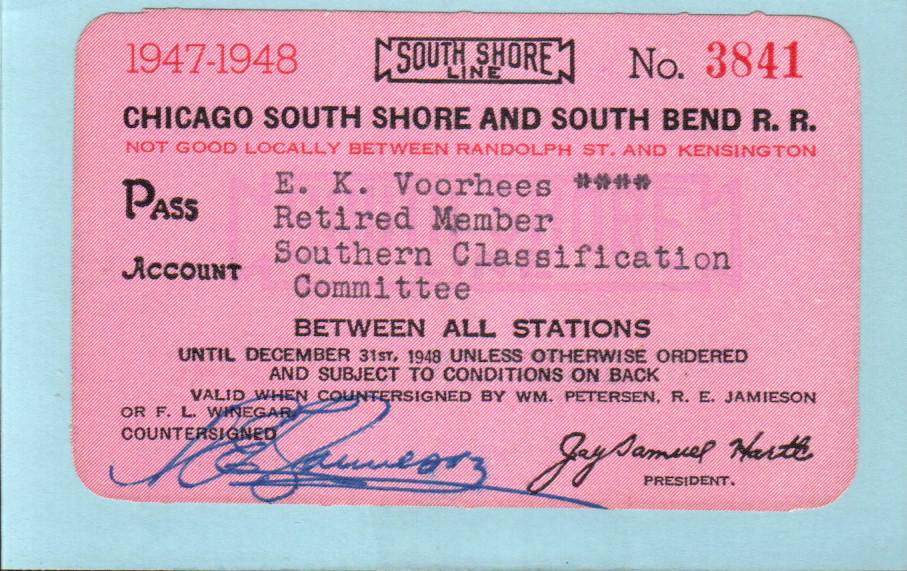 1947-1948
SOUTH SHORE
LINE
No. 3841
CHICAGO SOUTH SHORE AND SOUTH BEND R. R.
NOT GOOD LOCALLY BETWEEN RANDOLPH ST. AND KENSINGTON
PASS
E. K. Voorhees ****
Retired Member
ACCOUNT
Southern Classification
Committee
BETWEEN ALL STATIONS
UNTIL DECEMBER 31ST, 1948 UNLESS OTHERWISE ORDERED
AND SUBJECT TO CONDITIONS ON BACK
VALID WHEN COUNTERSIGNED BY WM. PETERSEN, R. E. JAMIESON
OR F. L. WINEGAR.
COUNTERSIGNED
R E Jamieson
Jay Samuel Hartt
PRESIDENT.